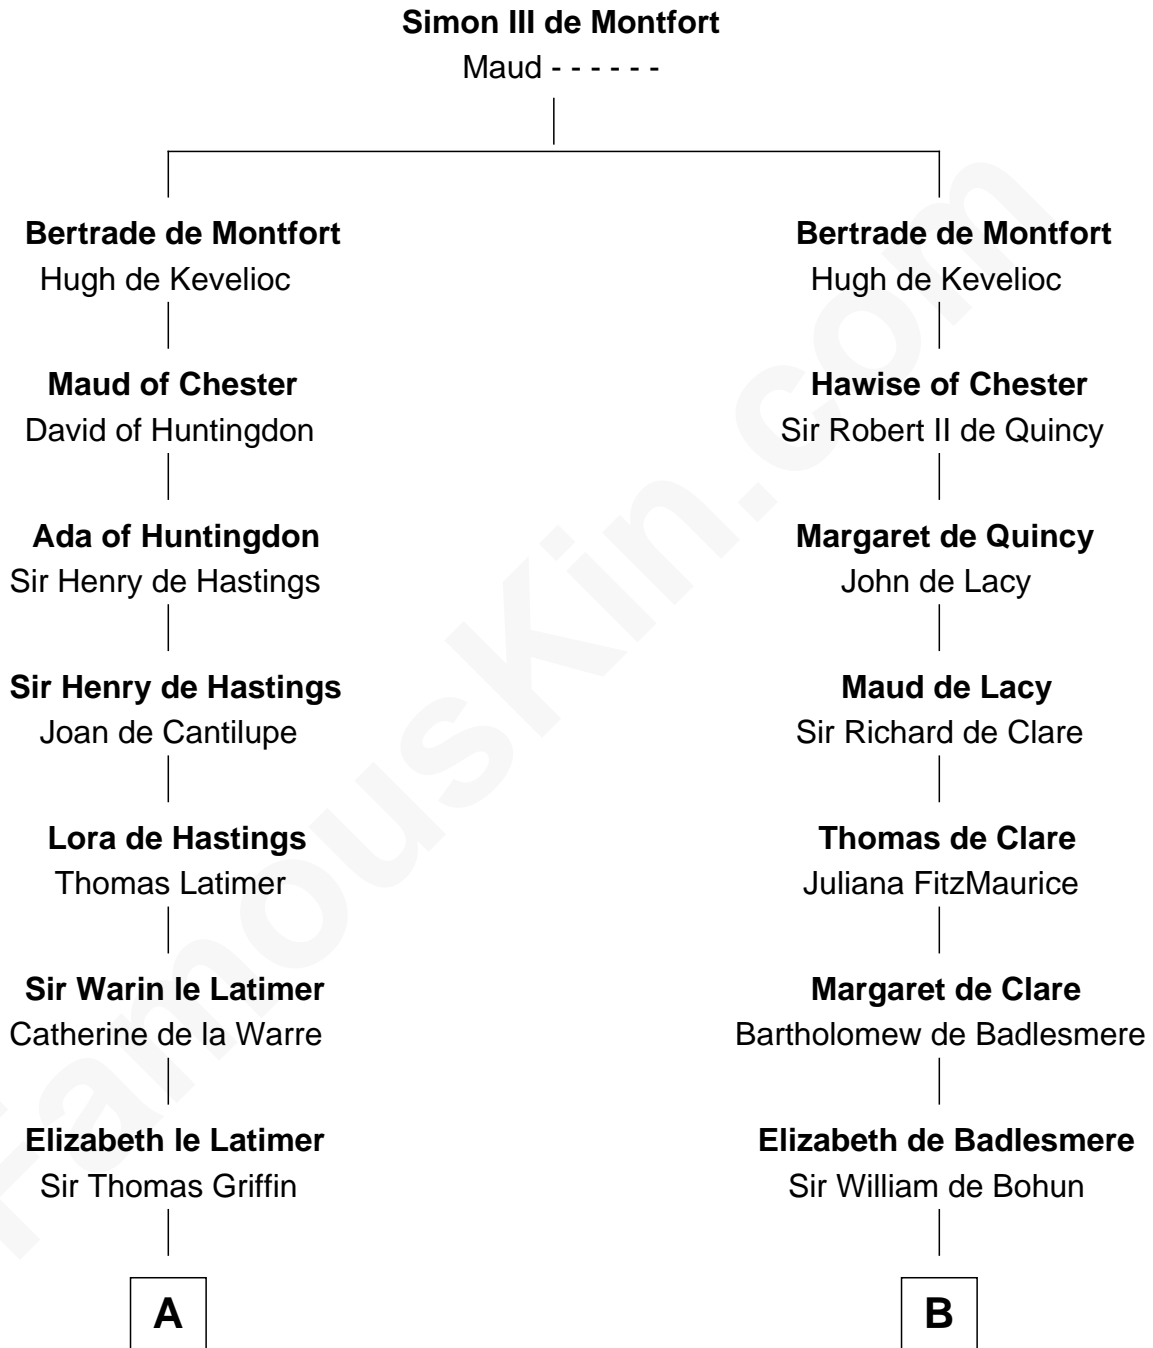 Simon III de Montfort
Maud - - - - - -
Bertrade de Montfort
Hugh de Kevelioc
Maud of Chester
David of Huntingdon
Ada of Huntingdon
Sir Henry de Hastings
Sir Henry de Hastings
Joan de Cantilupe
Lora de Hastings
Thomas Latimer
Sir Warin le Latimer
Catherine de la Warre
Elizabeth le Latimer
Sir Thomas Griffin
A
Bertrade de Montfort
Hugh de Kevelioc
Hawise of Chester
Sir Robert II de Quincy
Margaret de Quincy
John de Lacy
Maud de Lacy
Sir Richard de Clare
Thomas de Clare
Juliana FitzMaurice
Margaret de Clare
Bartholomew de Badlesmere
Elizabeth de Badlesmere
Sir William de Bohun
B
FamousKin.com